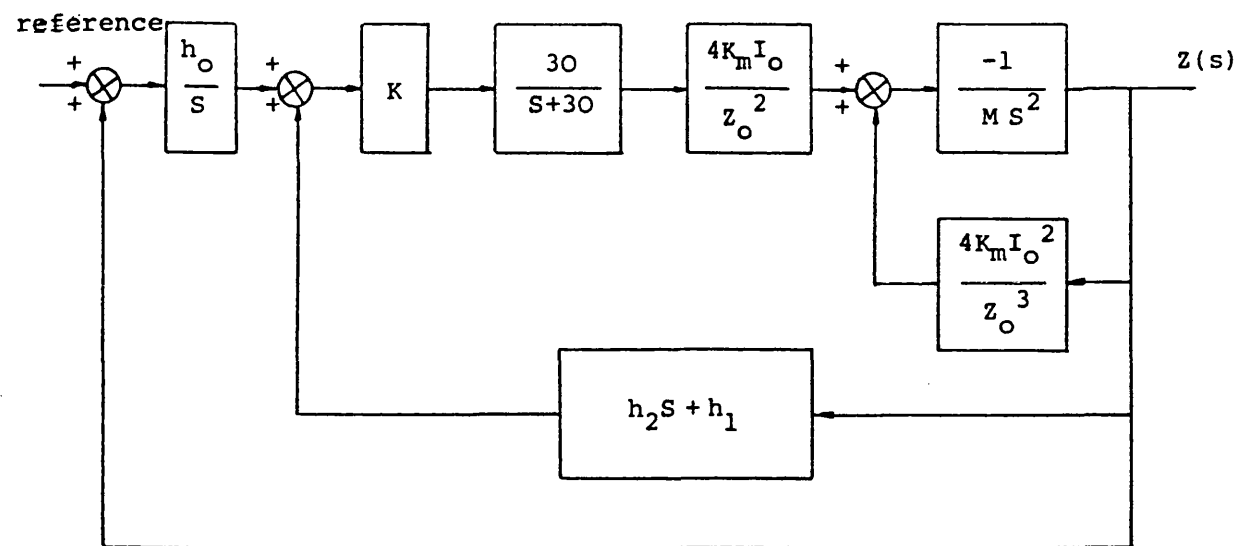 reference
+
+
h_o
S
+
+
K
30
S+30
4K_mI_o
Z_o^2
+
+
-1
M S^2
Z(s)
4K_mI_o^2
Z_o^3
h_2S + h_1